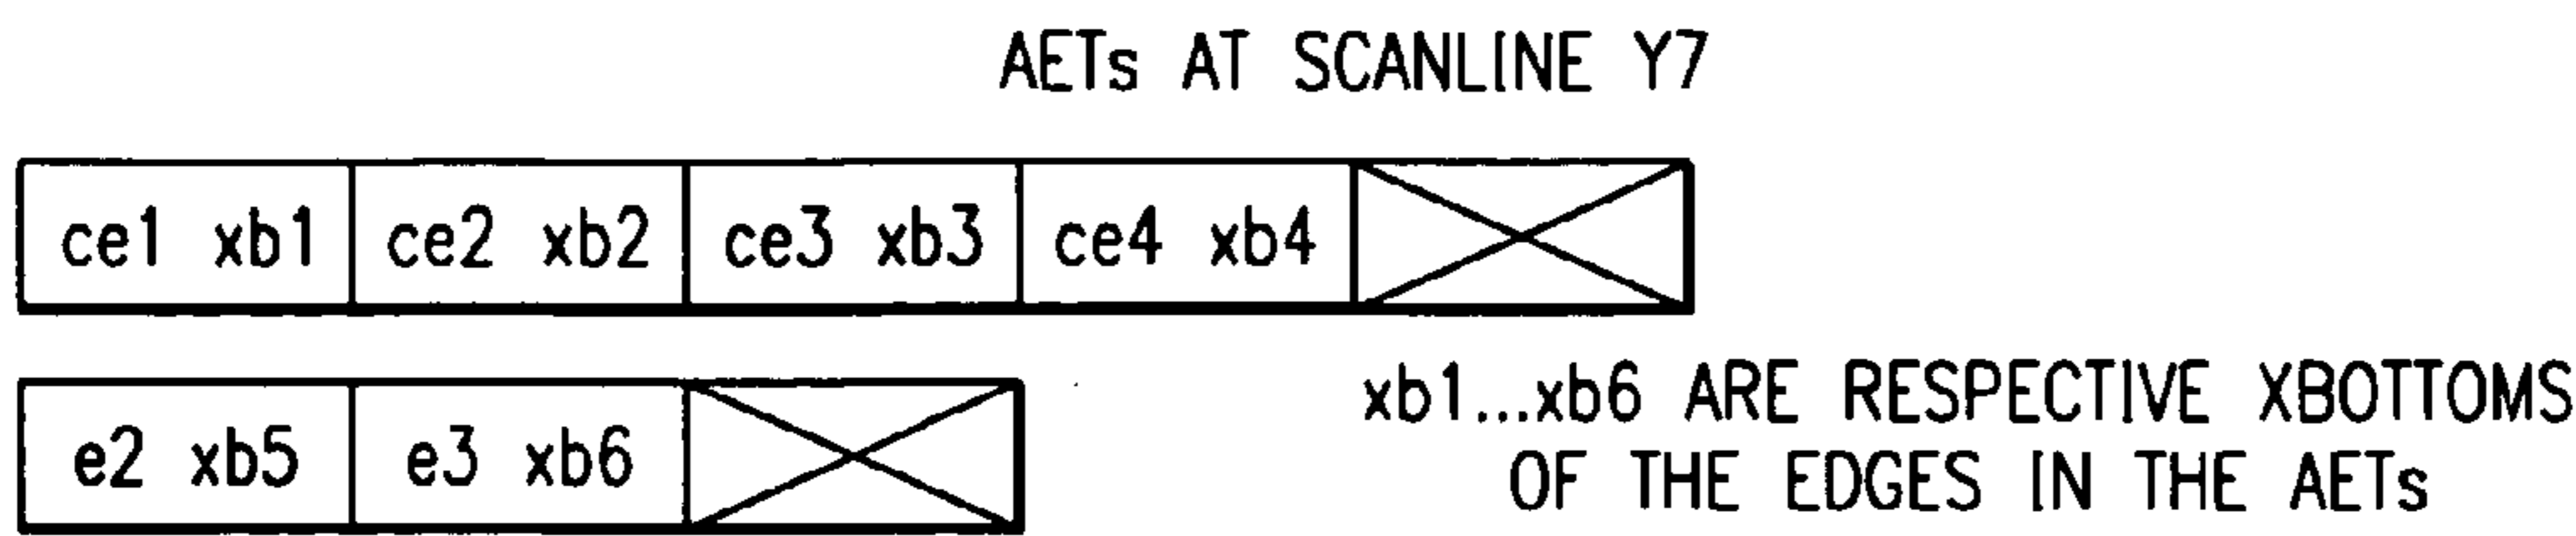 AETs AT SCANLINE Y7
ce1 xb1 ce2 xb2 ce3 xb3 ce4 xb4
e2 xb5 e3 xb6
xb1...xb6 ARE RESPECTIVE XBOTTOMS
OF THE EDGES IN THE AETs